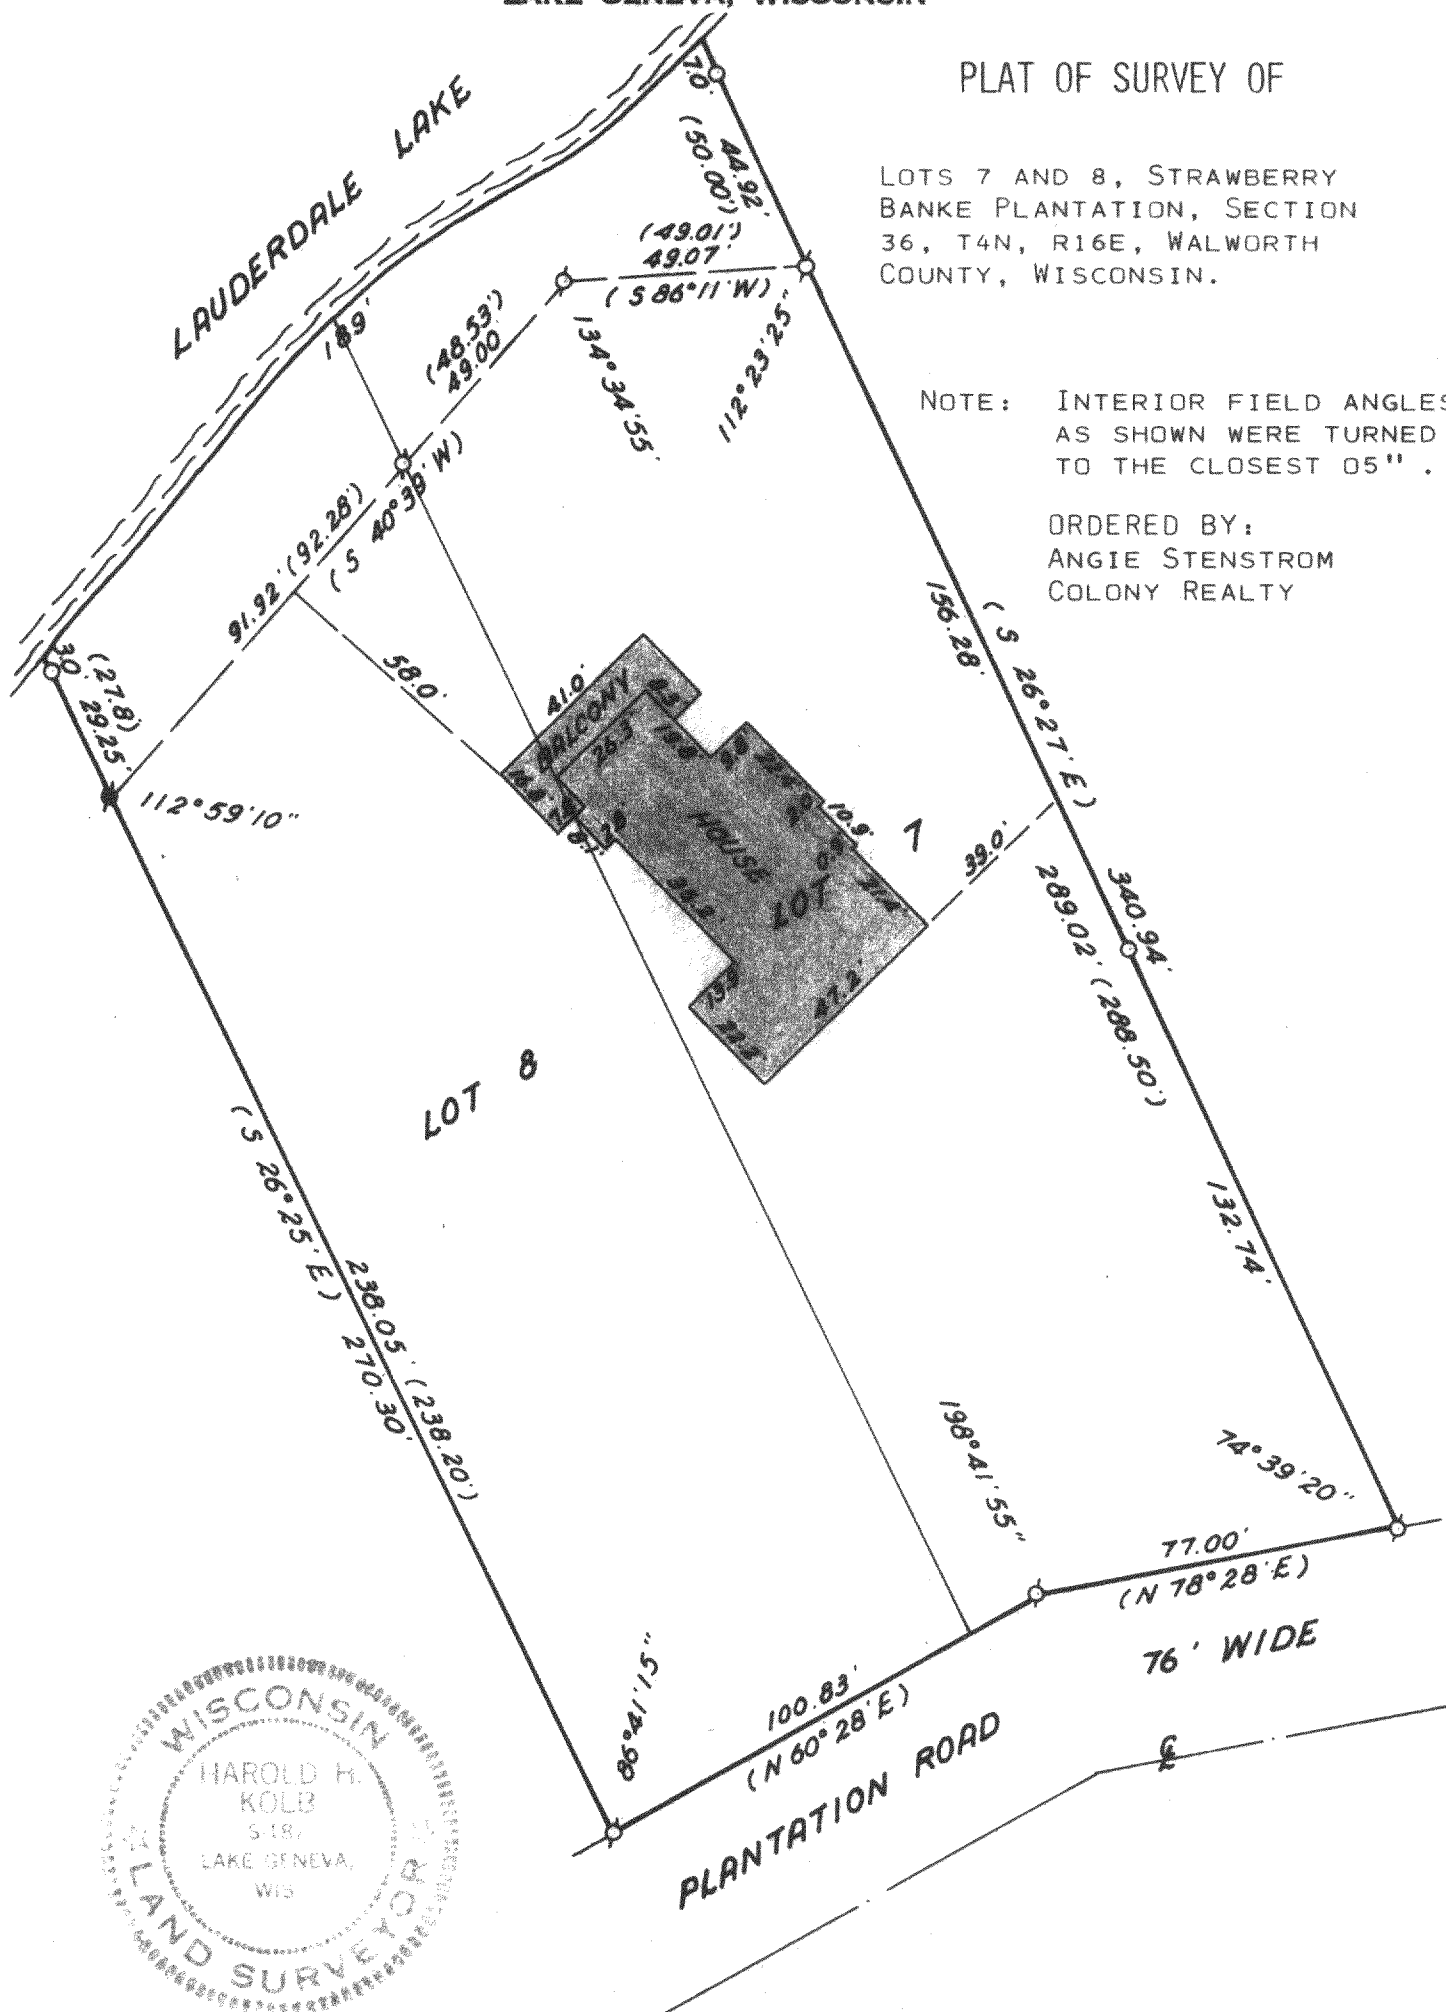 LAKE GENEVA, WISCONSIN
PLAT OF SURVEY OF
LOTS 7 AND 8, STRAWBERRY
BANKE PLANTATION, SECTION
36, T4N, R16E, WALWORTH
COUNTY, WISCONSIN.
NOTE: INTERIOR FIELD ANGLES
AS SHOWN WERE TURNED
TO THE CLOSEST 05" .
ORDERED BY:
ANGIE STENSTROM
COLONY REALTY
LAUDERDALE LAKE
7.0'
44.92'
(50.00')
(49.01')
49.07'
(S 86°11'W)
189'
(48.53')
49.00
134°34'55"
112°23'25"
91.92' (92.28')
(S 40°39'W)
30'
(27.8)
29.25'
112°59'10"
58.0'
41.0'
BALCONY
26.3'
HOUSE
10.9'
LOT 7
39.0'
47.2'
156.28'
(S 26°27'E)
340.94'
289.02' (288.50')
132.74'
LOT 8
(S 26°25'E)
238.05' (238.20')
270.30'
198°41'55"
74°39'20"
86°41'15"
77.00'
(N 78°28'E)
100.83'
(N 60°28'E)
76' WIDE
PLANTATION ROAD
WISCONSIN
HAROLD H.
KOLB
LAKE GENEVA,
WIS
LAND SURVEYOR